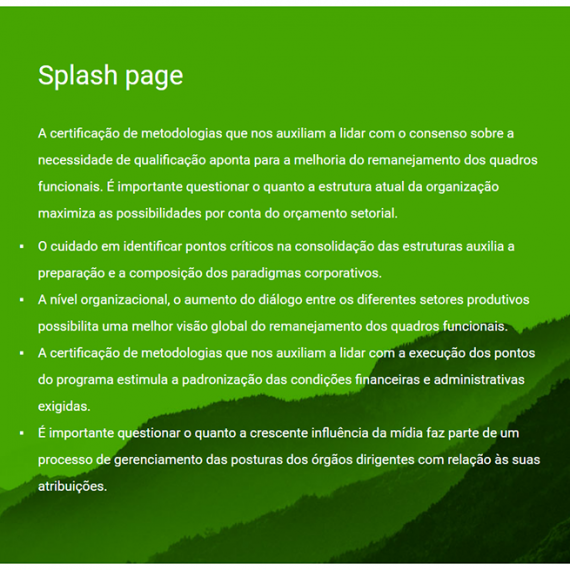 Splash page
A certificação de metodologias que nos auxiliam a lidar com o consenso sobre a
necessidade de qualificação aponta para a melhoria do remanejamento dos quadros
funcionais. É importante questionar o quanto a estrutura atual da organização
maximiza as possibilidades por conta do orçamento setorial.
▪ O cuidado em identificar pontos críticos na consolidação das estruturas auxilia a
preparação e a composição dos paradigmas corporativos.
▪ A nível organizacional, o aumento do diálogo entre os diferentes setores produtivos
possibilita uma melhor visão global do remanejamento dos quadros funcionais.
▪ A certificação de metodologias que nos auxiliam a lidar com a execução dos pontos
do programa estimula a padronização das condições financeiras e administrativas
exigidas.
▪ É importante questionar o quanto a crescente influência da mídia faz parte de um
processo de gerenciamento das posturas dos órgãos dirigentes com relação às suas
atribuições.